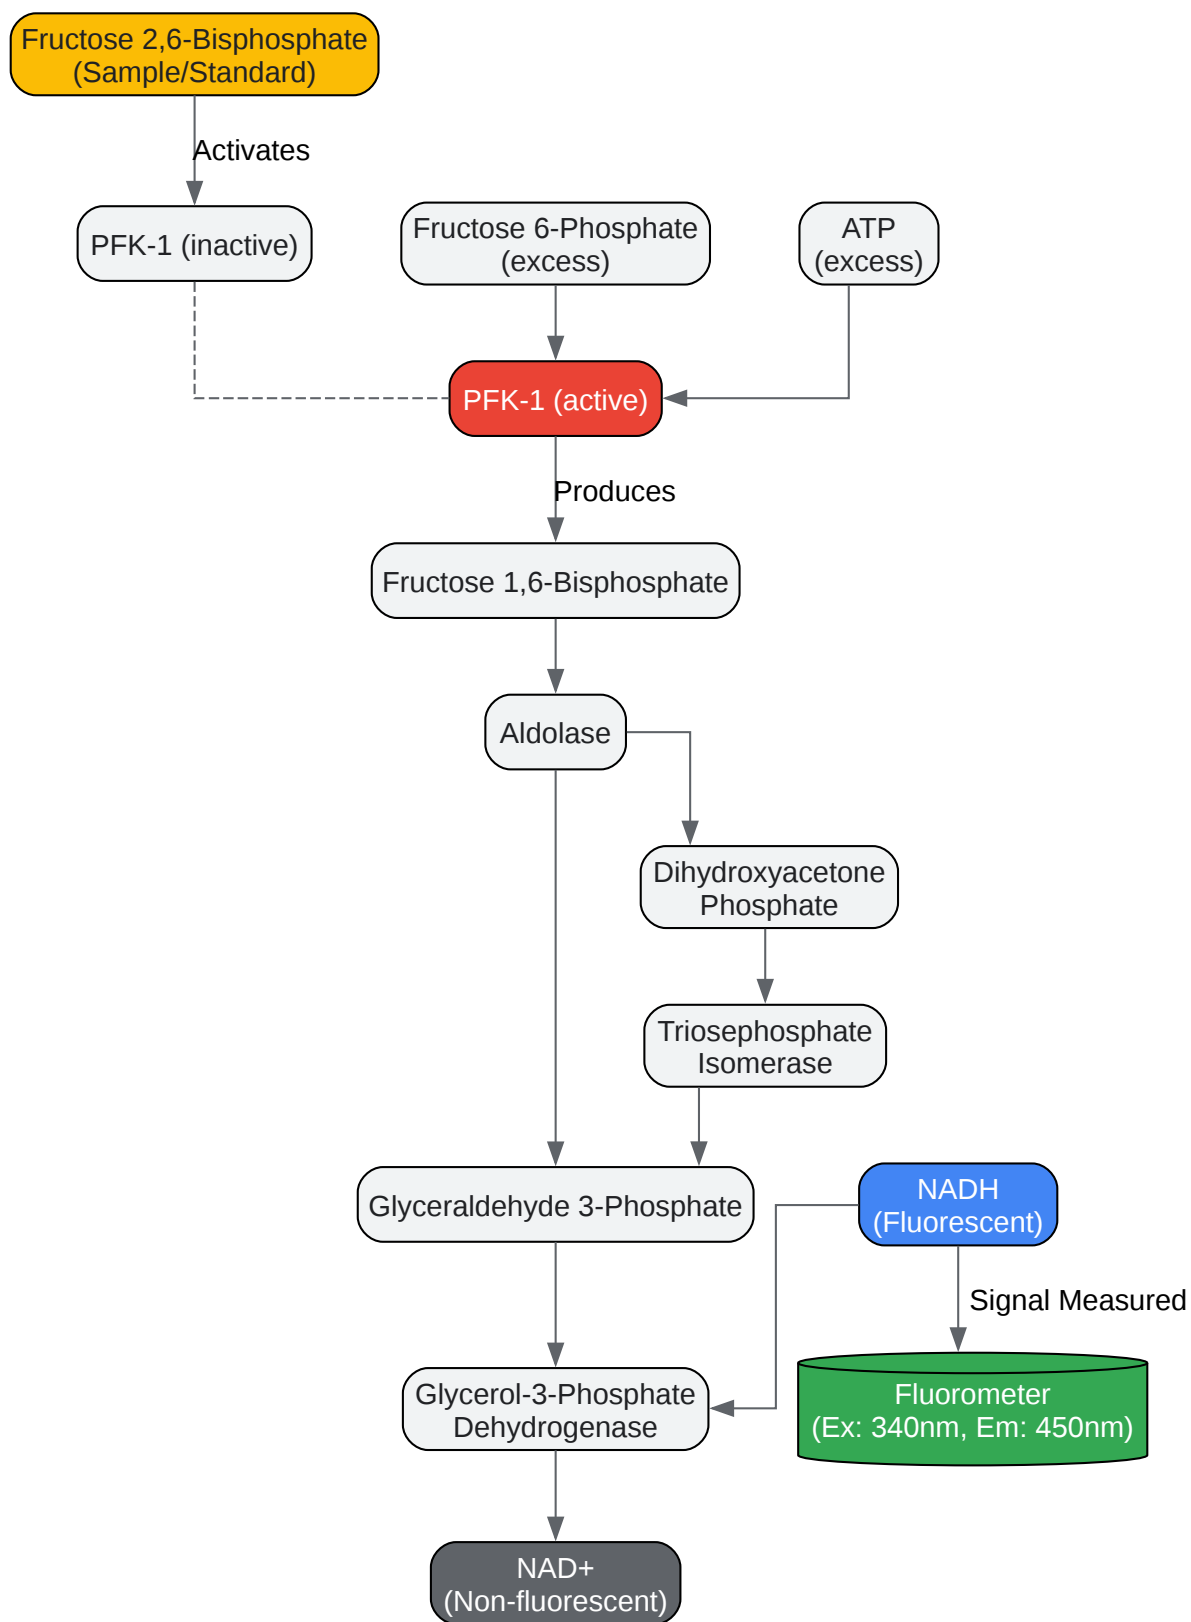 Fructose 2,6-Bisphosphate
(Sample/Standard)
Activates
PFK-1 (inactive)
Fructose 6-Phosphate
(excess)
ATP
(excess)
PFK-1 (active)
Produces
Fructose 1,6-Bisphosphate
Aldolase
Dihydroxyacetone
Phosphate
Triosephosphate
Isomerase
Glyceraldehyde 3-Phosphate
NADH
(Fluorescent)
Signal Measured
Glycerol-3-Phosphate
Dehydrogenase
Fluorometer
(Ex: 340nm, Em: 450nm)
NAD+
(Non-fluorescent)